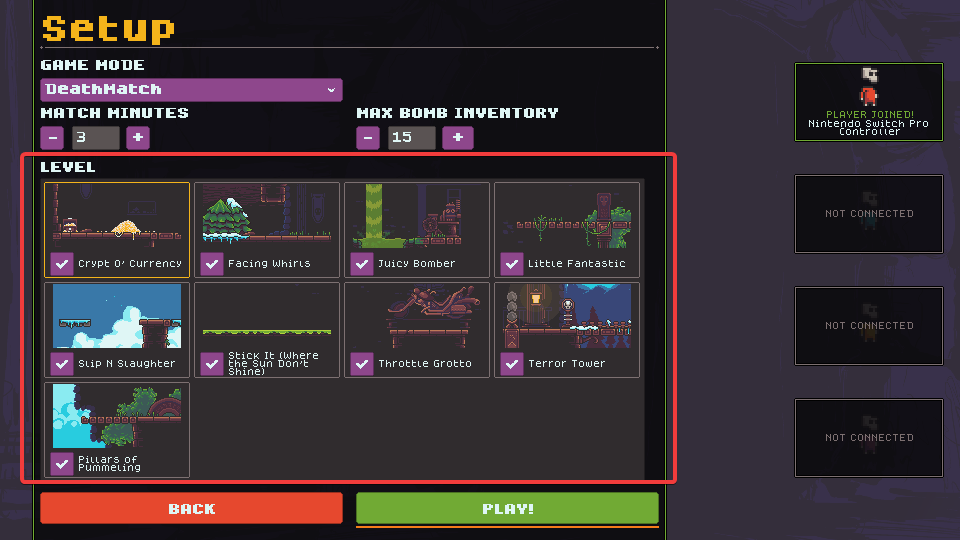 Setup
GAME MODE
DeathMatch
MATCH MINUTES
MAX BOMB INVENTORY
- 3 +
- 15 +
LEVEL
Crypt O' Currency
Facing Whirls
Juicy Bomber
Little Fantastic
Slip N Slaughter
Stick It (Where
the Sun Don't
Shine)
Throttle Grotto
Terror Tower
Pillars of
Pummeling
BACK
PLAY!
PLAYER JOINED!
Nintendo Switch Pro
Controller
NOT CONNECTED
NOT CONNECTED
NOT CONNECTED